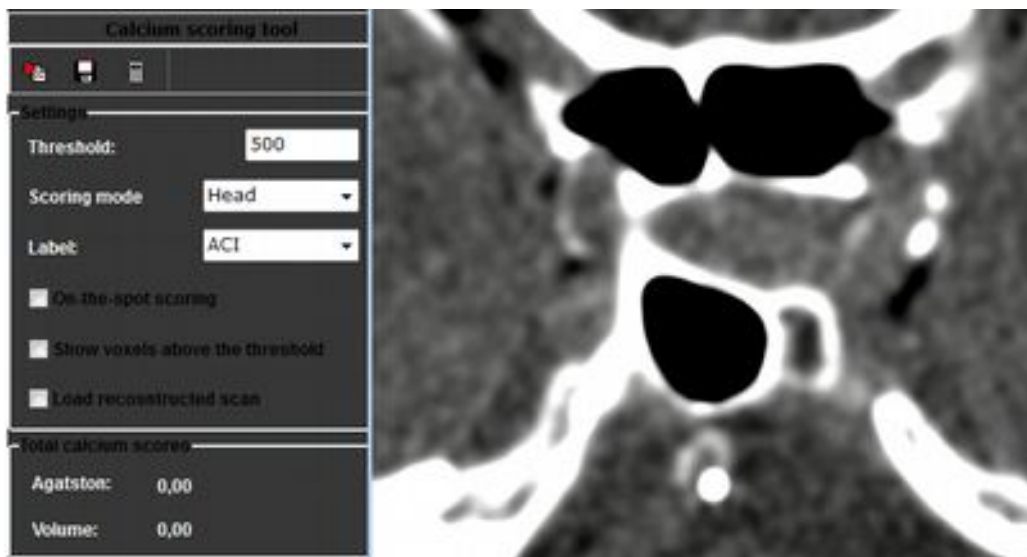 Calcium scoring tool
Settings
Threshold: 500
Scoring mode Head
Label: ACI
On-the-spot scoring
Show voxels above the threshold
Load reconstructed scan
Total calcium scores
Agatston: 0,00
Volume: 0,00